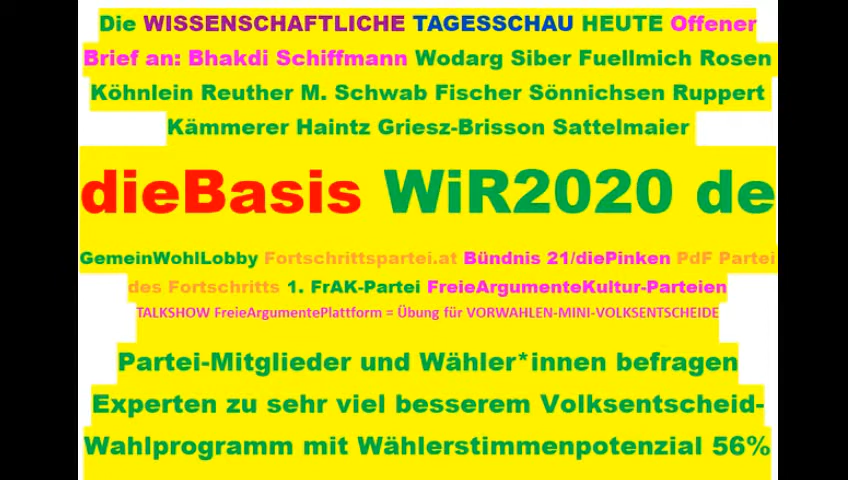 Die WISSENSCHAFTLICHE TAGESSCHAU HEUTE Offener
Brief an: Bhakdi Schiffmann Wodarg Siber Fuellmich Rosen
Köhnlein Reuther M. Schwab Fischer Sönnichsen Ruppert
Kämmerer Haintz Griesz-Brisson Sattelmaier
dieBasis WiR2020 de
GemeinWohlLobby Fortschrittspartei.at Bündnis 21/diePinken PdF Partei
des Fortschritts 1. FrAK-Partei FreieArgumenteKultur-Parteien
TALKSHOW FreieArgumentePlattform = Übung für VORWAHLEN-MINI-VOLKSENTSCHEIDE
Partei-Mitglieder und Wähler*innen befragen
Experten zu sehr viel besserem Volksentscheid-
Wahlprogramm mit Wählerstimmenpotenzial 56%